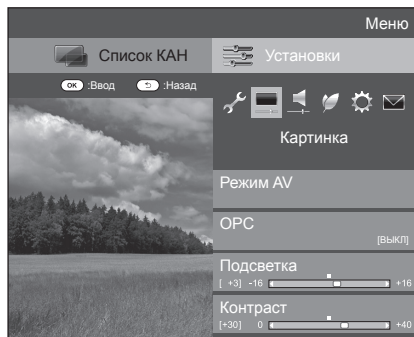 Меню
Список КАН
Установки
OK :Ввод :Назад
Картинка
Режим AV
OPC
[ВЫКЛ]
Подсветка
[ +3] -16 +16
Контраст
[+30] 0 +40